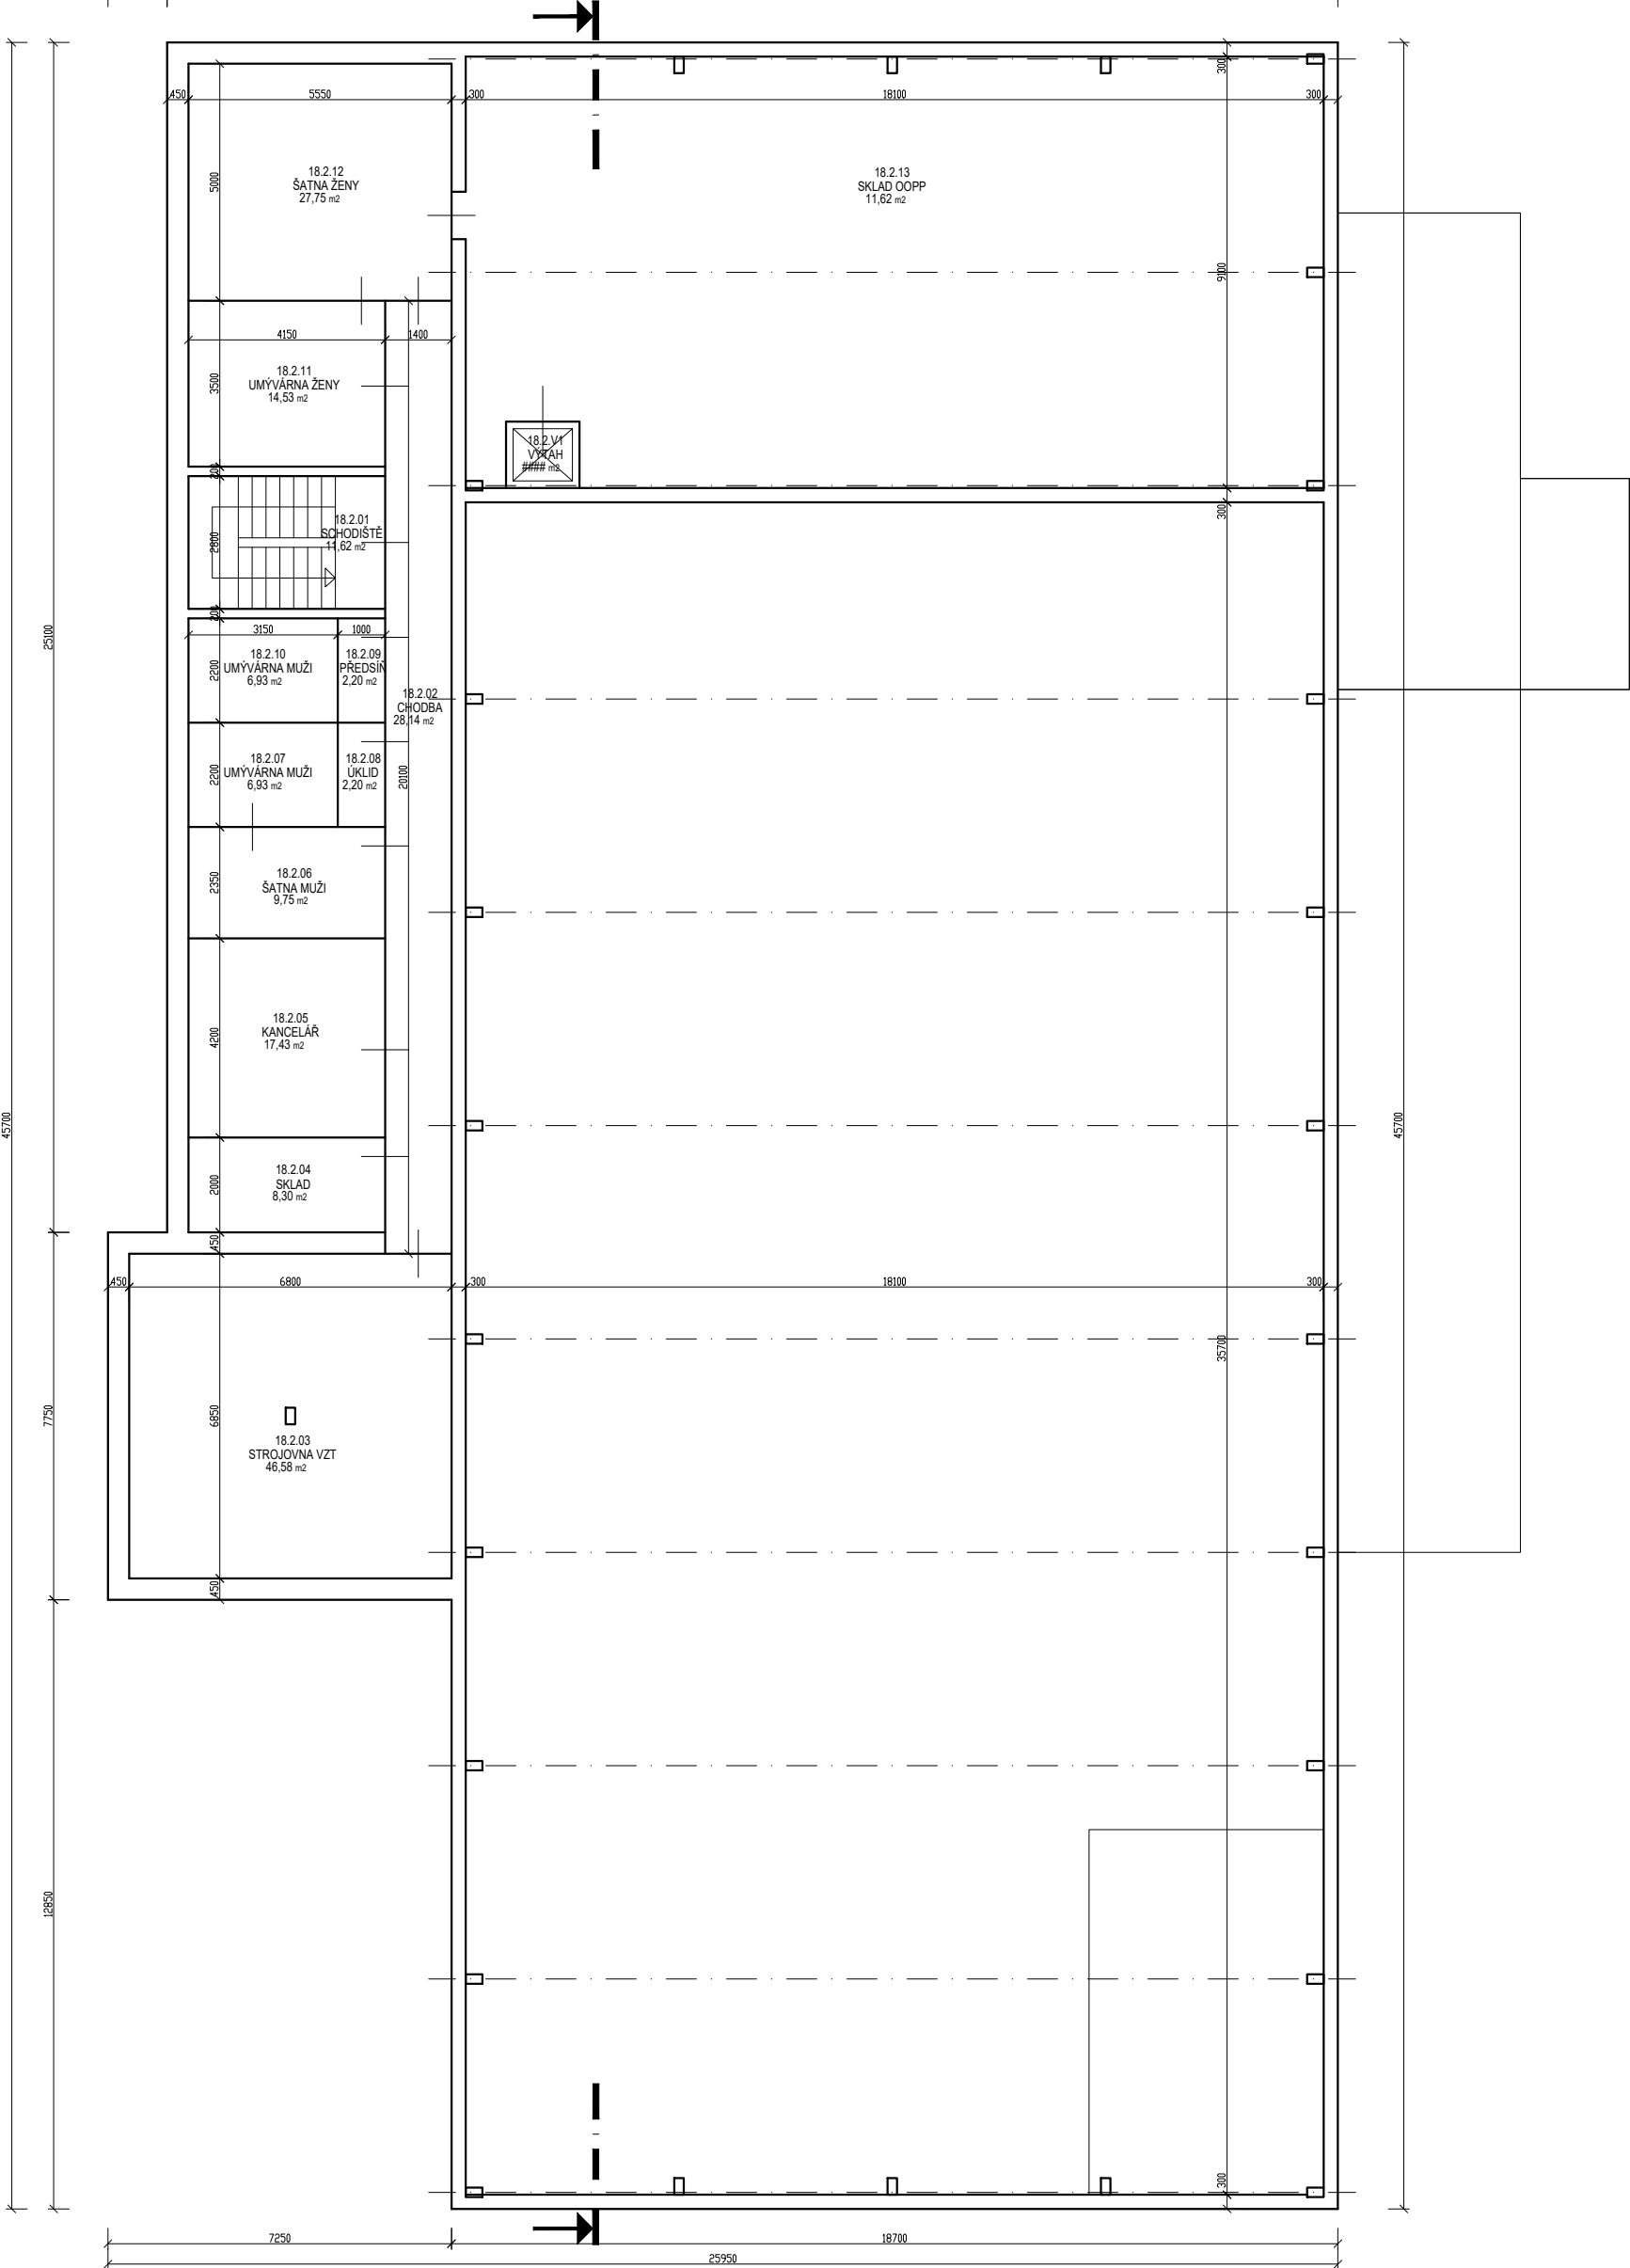 300
450
5550
300
18100
300
18.2.12
ŠATNA ŽENY
27,75 m2
5000
18.2.13
SKLAD OOPP
11,62 m2
9100
4150
1400
18.2.11
UMÝVÁRNA ŽENY
14,53 m2
3500
18.2.V1
VÝTAH
#### m2
200
300
18.2.01
SCHODIŠTĚ
11,62 m2
2800
200
3150
1000
25100
18.2.10
UMÝVÁRNA MUŽI
6,93 m2
2200
18.2.09
PŘEDSÍŇ
2,20 m2
18.2.02
CHODBA
28,14 m2
18.2.07
UMÝVÁRNA MUŽI
6,93 m2
2200
18.2.08
ÚKLID
2,20 m2
20100
18.2.06
ŠATNA MUŽI
9,75 m2
2350
18.2.05
KANCELÁŘ
17,43 m2
4200
45700
45700
18.2.04
SKLAD
8,30 m2
2000
450
450
6800
300
18100
300
35700
7750
6850
18.2.03
STROJOVNA VZT
46,58 m2
450
12850
300
7250
18700
25950